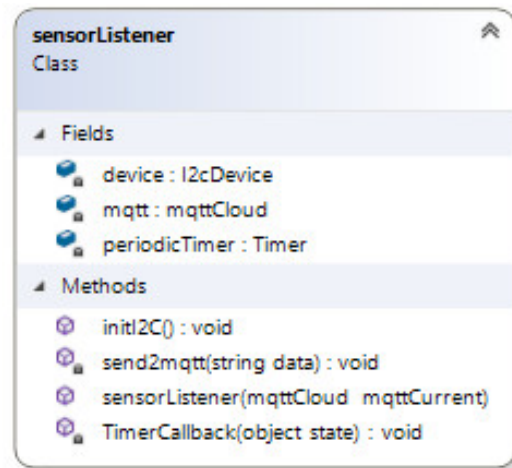 sensorListener
Class
Fields
device : I2cDevice
mqtt : mqttCloud
periodicTimer : Timer
Methods
initI2C() : void
send2mqtt(string data) : void
sensorListener(mqttCloud mqttCurrent)
TimerCallback(object state) : void